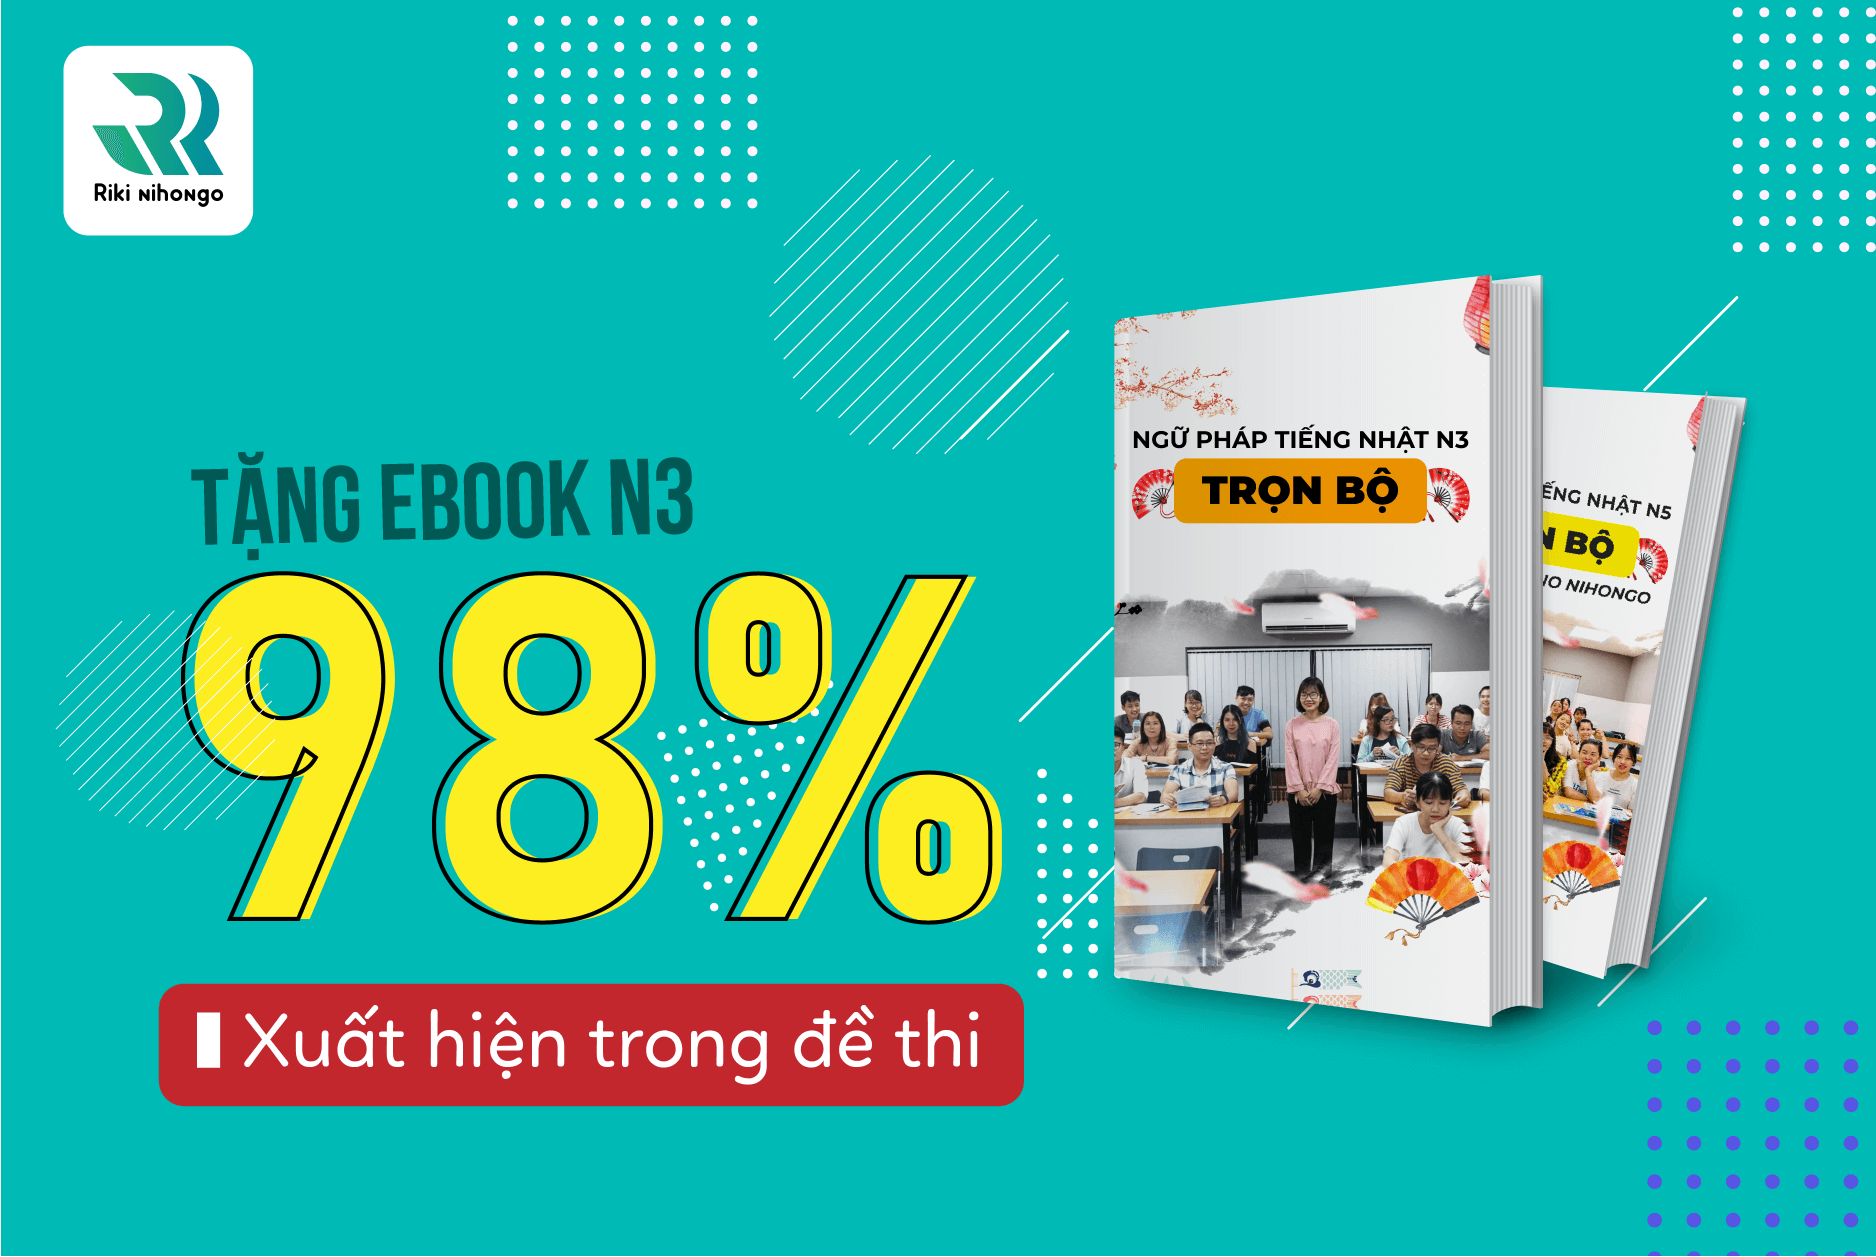 Riki nihongo
TẶNG EBOOK N3
98%
Xuất hiện trong đề thi
NGỮ PHÁP TIẾNG NHẬT N3
TRỌN BỘ
NHẬT N5
BỘ
NIHONGO